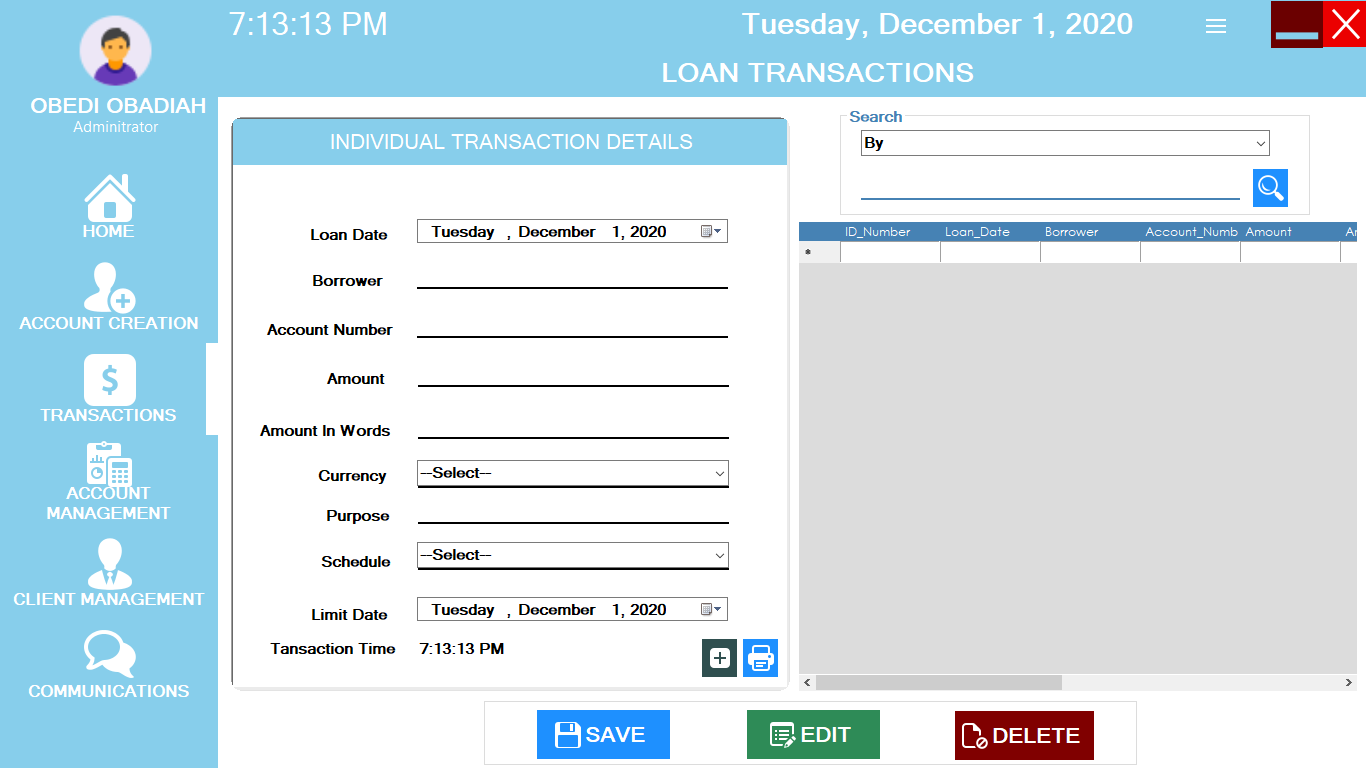 7:13:13 PM
Tuesday, December 1, 2020
LOAN TRANSACTIONS
OBEDI OBADIAH
Adminitrator
HOME
ACCOUNT CREATION
TRANSACTIONS
ACCOUNT
MANAGEMENT
CLIENT MANAGEMENT
COMMUNICATIONS
INDIVIDUAL TRANSACTION DETAILS
Loan Date Tuesday , December 1, 2020
Borrower
Account Number
Amount
Amount In Words
Currency --Select--
Purpose
Schedule --Select--
Limit Date Tuesday , December 1, 2020
Tansaction Time 7:13:13 PM
Search
By
ID_Number Loan_Date Borrower Account_Numb Amount Ar
SAVE EDIT DELETE